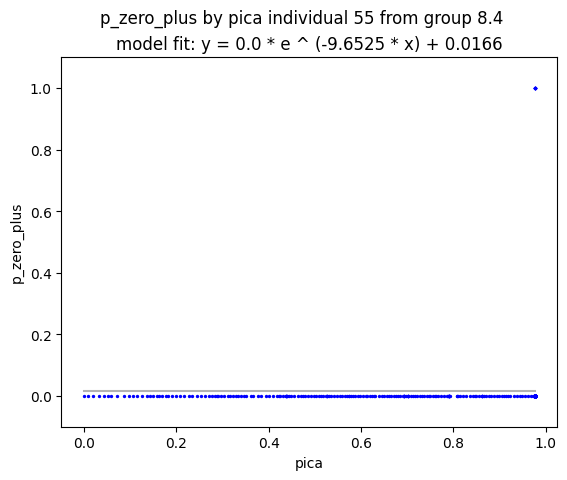 p_zero_plus by pica individual 55 from group 8.4
model fit: y = 0.0 * e ^ (-9.6525 * x) + 0.0166
1.0
0.8
0.6
0.4
0.2
0.0
p_zero_plus
0.0 0.2 0.4 0.6 0.8 1.0
pica